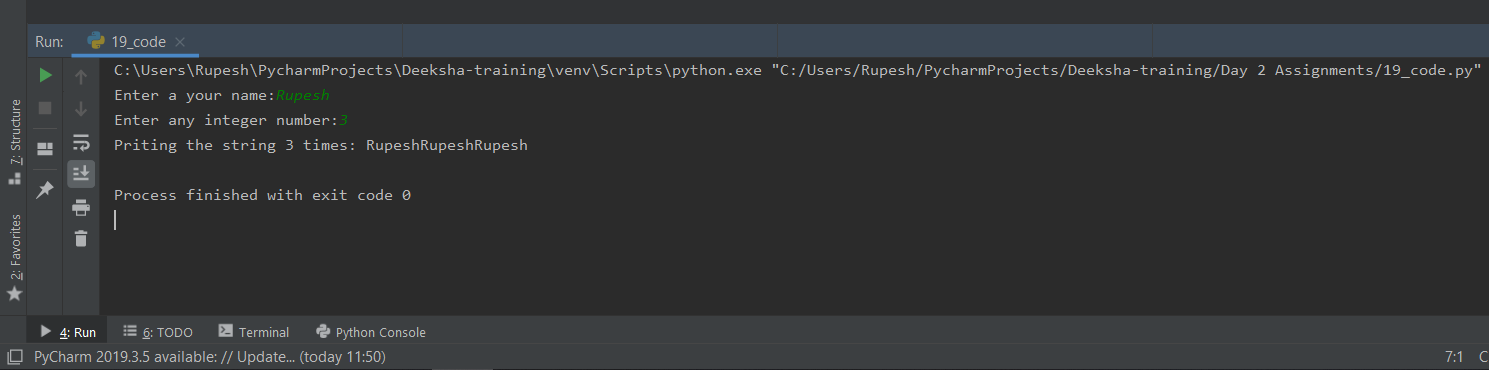 Run: 19_code
C:\Users\Rupesh\PycharmProjects\Deeksha-training\venv\Scripts\python.exe "C:/Users/Rupesh/PycharmProjects/Deeksha-training/Day 2 Assignments/19_code.py"
Enter a your name:Rupesh
Enter any integer number:3
Priting the string 3 times: RupeshRupeshRupesh
Process finished with exit code 0
7: Structure
2: Favorites
4: Run 6: TODO Terminal Python Console
PyCharm 2019.3.5 available: // Update... (today 11:50) 7:1 C